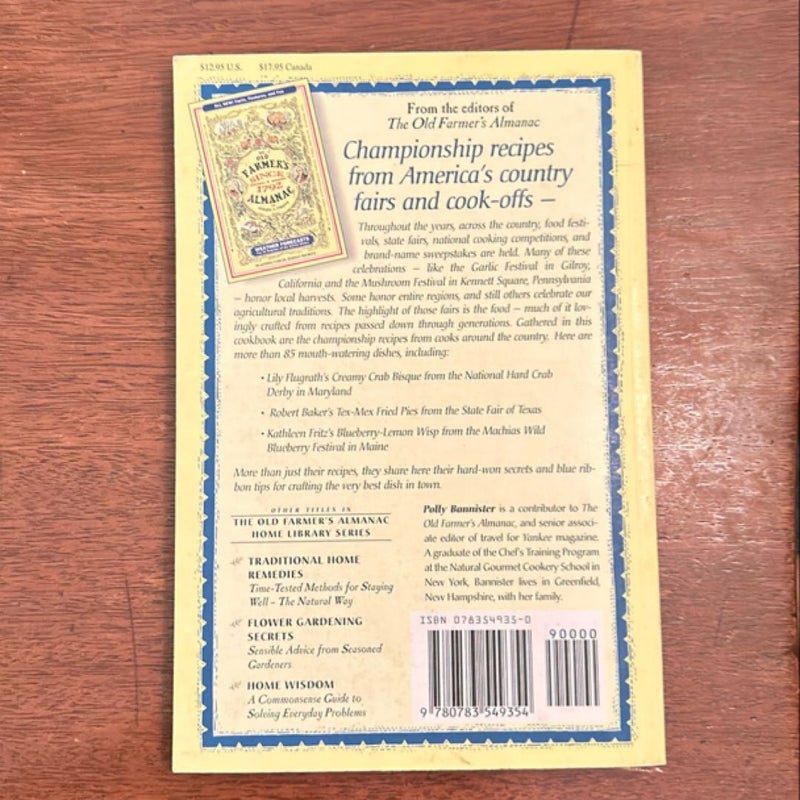 $12.95 U.S. $17.95 Canada
ALL NEW! Facts, Features, and Fun
OLD
FARMER'S
SINCE
1792
ALMANAC
WEATHER FORECASTS
From the editors of
The Old Farmer's Almanac
Championship recipes
from America's country
fairs and cook-offs —
Throughout the years, across the country, food festi-
vals, state fairs, national cooking competitions, and
brand-name sweepstakes are held. Many of these
celebrations — like the Garlic Festival in Gilroy,
California and the Mushroom Festival in Kennett Square, Pennsylvania
— honor local harvests. Some honor entire regions, and still others celebrate our
agricultural traditions. The highlight of those fairs is the food — much of it lov-
ingly crafted from recipes passed down through generations. Gathered in this
cookbook are the championship recipes from cooks around the country. Here are
more than 85 mouth-watering dishes, including:
• Lily Flugrath's Creamy Crab Bisque from the National Hard Crab
Derby in Maryland
• Robert Baker's Tex-Mex Fried Pies from the State Fair of Texas
• Kathleen Fritz's Blueberry-Lemon Wisp from the Machias Wild
Blueberry Festival in Maine
More than just their recipes, they share here their hard-won secrets and blue rib-
bon tips for crafting the very best dish in town.
OTHER TITLES IN
THE OLD FARMER'S ALMANAC
HOME LIBRARY SERIES
TRADITIONAL HOME
REMEDIES
Time-Tested Methods for Staying
Well – The Natural Way
FLOWER GARDENING
SECRETS
Sensible Advice from Seasoned
Gardeners
HOME WISDOM
A Commonsense Guide to
Solving Everyday Problems
Polly Bannister is a contributor to The
Old Farmer's Almanac, and senior associ-
ate editor of travel for Yankee magazine.
A graduate of the Chef's Training Program
at the Natural Gourmet Cookery School in
New York, Bannister lives in Greenfield,
New Hampshire, with her family.
ISBN 078354935-0
90000
9 780783 549354